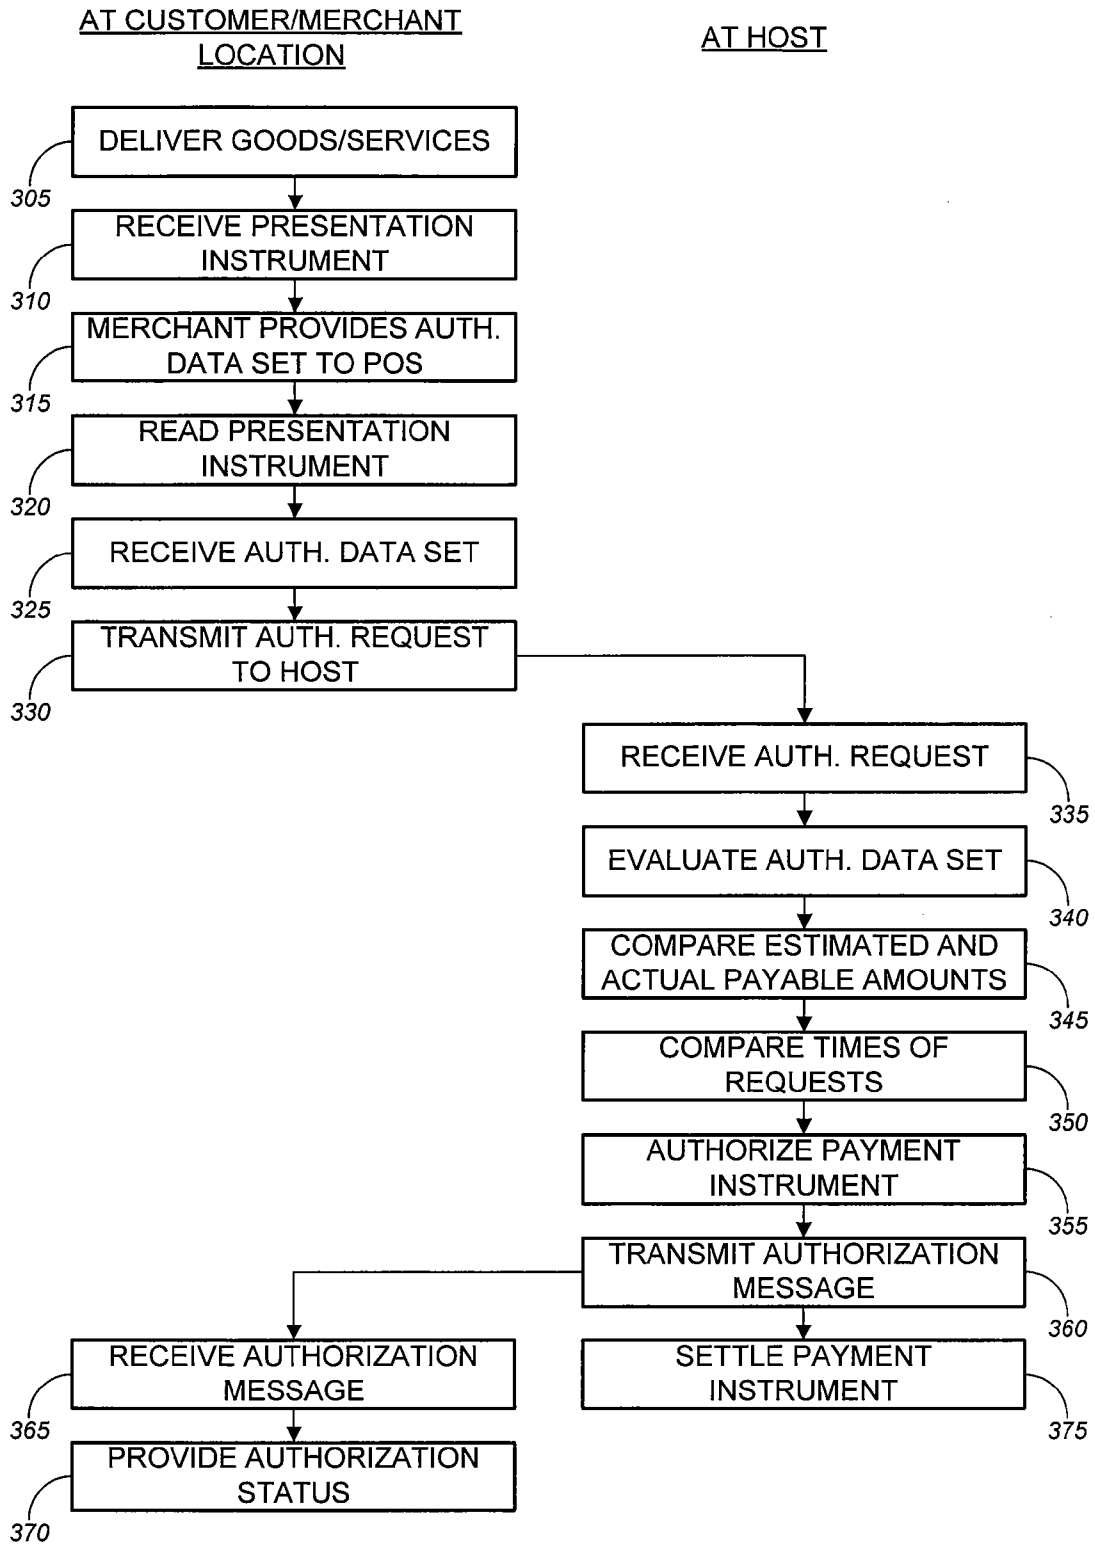 AT CUSTOMER/MERCHANT
LOCATION
AT HOST
DELIVER GOODS/SERVICES
305
RECEIVE PRESENTATION
INSTRUMENT
310
MERCHANT PROVIDES AUTH.
DATA SET TO POS
315
READ PRESENTATION
INSTRUMENT
320
RECEIVE AUTH. DATA SET
325
TRANSMIT AUTH. REQUEST
TO HOST
330
RECEIVE AUTH. REQUEST
335
EVALUATE AUTH. DATA SET
340
COMPARE ESTIMATED AND
ACTUAL PAYABLE AMOUNTS
345
COMPARE TIMES OF
REQUESTS
350
AUTHORIZE PAYMENT
INSTRUMENT
355
TRANSMIT AUTHORIZATION
MESSAGE
360
RECEIVE AUTHORIZATION
MESSAGE
365
SETTLE PAYMENT
INSTRUMENT
375
PROVIDE AUTHORIZATION
STATUS
370